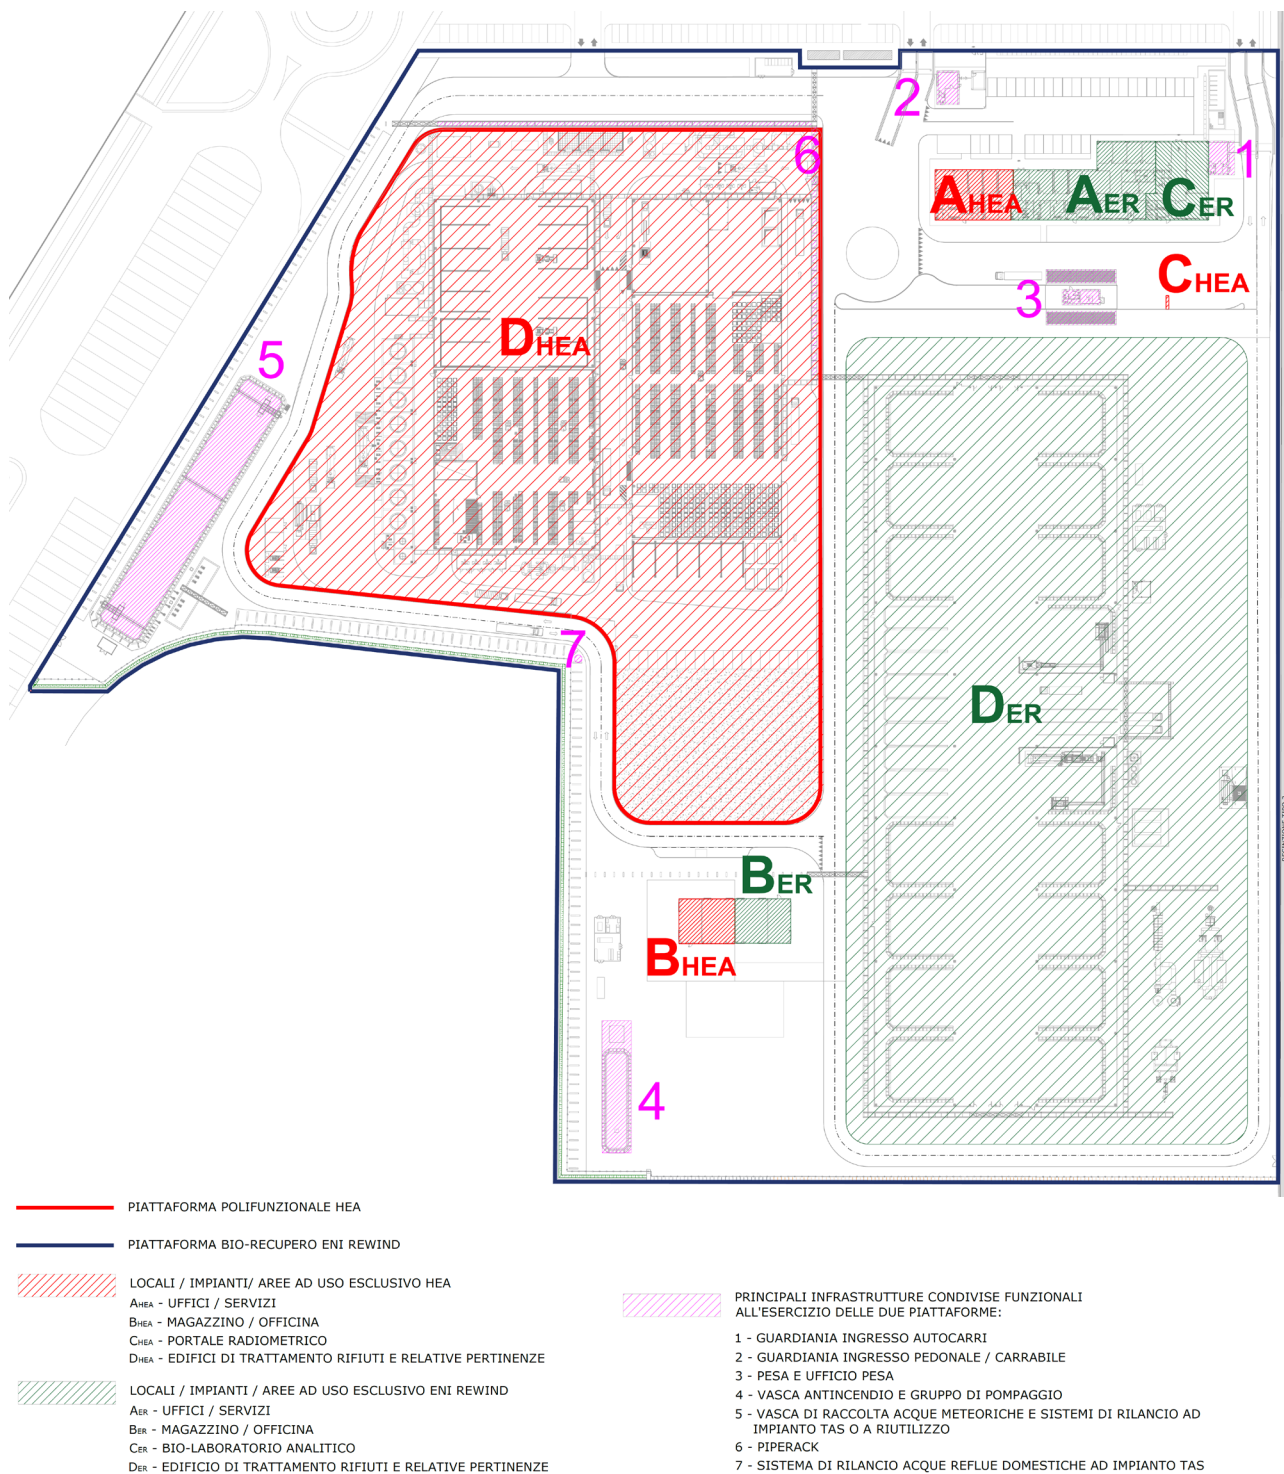 2
1
6
AHEA
AER
CER
CHEA
3
DHEA
5
7
DER
BER
BHEA
4
PIATTAFORMA POLIFUNZIONALE HEA
PIATTAFORMA BIO-RECUPERO ENI REWIND
LOCALI / IMPIANTI/ AREE AD USO ESCLUSIVO HEA
AHEA - UFFICI / SERVIZI
BHEA - MAGAZZINO / OFFICINA
CHEA - PORTALE RADIOMETRICO
DHEA - EDIFICI DI TRATTAMENTO RIFIUTI E RELATIVE PERTINENZE
LOCALI / IMPIANTI / AREE AD USO ESCLUSIVO ENI REWIND
AER - UFFICI / SERVIZI
BER - MAGAZZINO / OFFICINA
CER - BIO-LABORATORIO ANALITICO
DER - EDIFICIO DI TRATTAMENTO RIFIUTI E RELATIVE PERTINENZE
PRINCIPALI INFRASTRUTTURE CONDIVISE FUNZIONALI
ALL'ESERCIZIO DELLE DUE PIATTAFORME:
1 - GUARDIANIA INGRESSO AUTOCARRI
2 - GUARDIANIA INGRESSO PEDONALE / CARRABILE
3 - PESA E UFFICIO PESA
4 - VASCA ANTINCENDIO E GRUPPO DI POMPAGGIO
5 - VASCA DI RACCOLTA ACQUE METEORICHE E SISTEMI DI RILANCIO AD
IMPIANTO TAS O A RIUTILIZZO
6 - PIPERACK
7 - SISTEMA DI RILANCIO ACQUE REFLUE DOMESTICHE AD IMPIANTO TAS